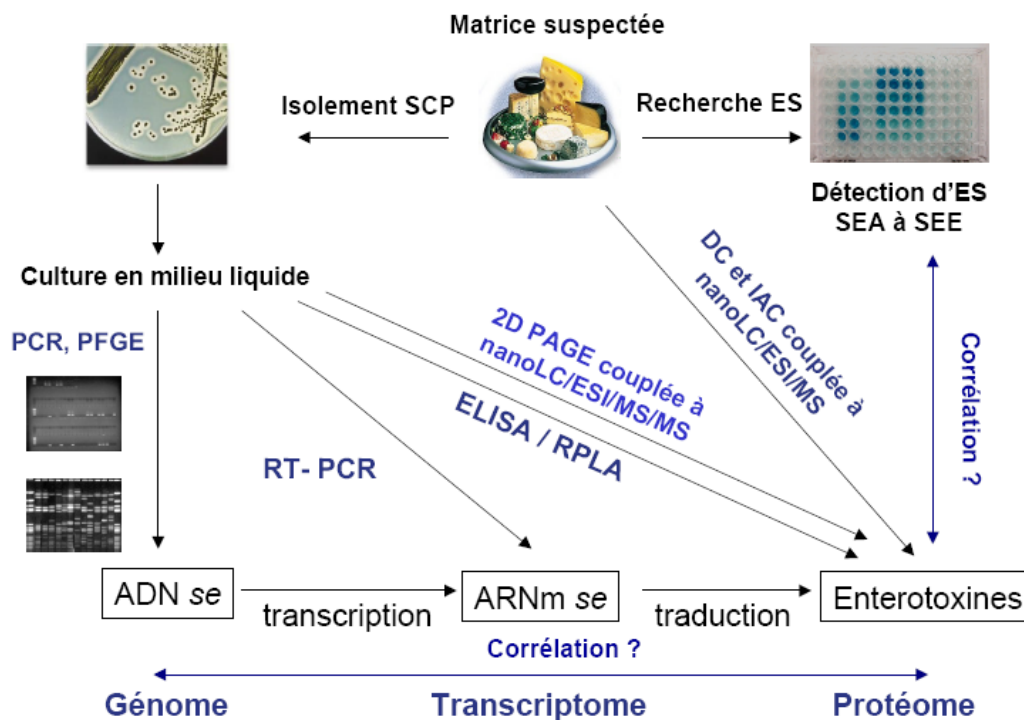 Matrice suspectée
Isolement SCP
Recherche ES
Détection d'ES
SEA à SEE
Culture en milieu liquide
PCR, PFGE
RT- PCR
2D PAGE couplée à
nanoLC/ESI/MS/MS
ELISA / RPLA
DC et IAC couplée à
nanoLC/ESI/MS
Corrélation ?
ADN se
transcription
ARNm se
traduction
Enterotoxines
Corrélation ?
Génome
Transcriptome
Protéome